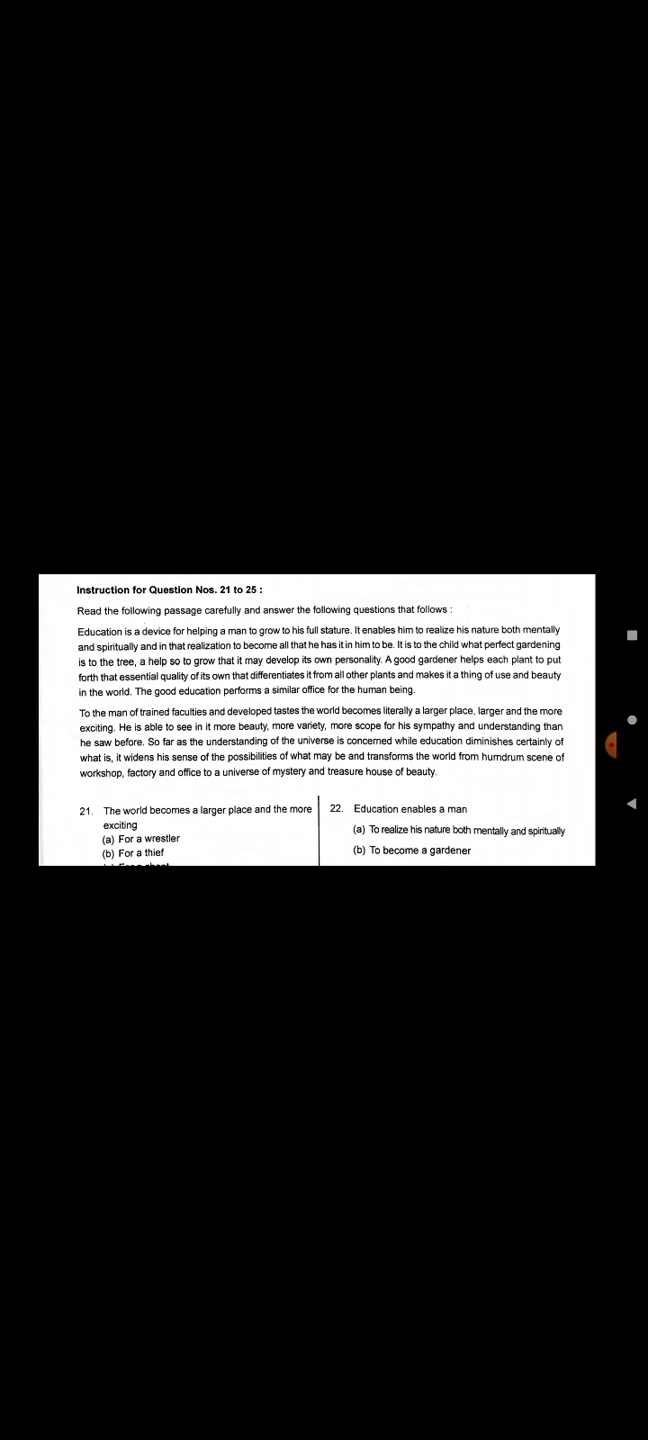 Instruction for Question Nos. 21 to 25 :
Read the following passage carefully and answer the following questions that follows :
Education is a device for helping a man to grow to his full stature. It enables him to realize his nature both mentally
and spiritually and in that realization to become all that he has it in him to be. It is to the child what perfect gardening
is to the tree, a help so to grow that it may develop its own personality. A good gardener helps each plant to put
forth that essential quality of its own that differentiates it from all other plants and makes it a thing of use and beauty
in the world. The good education performs a similar office for the human being.
To the man of trained faculties and developed tastes the world becomes literally a larger place, larger and the more
exciting. He is able to see in it more beauty, more variety, more scope for his sympathy and understanding than
he saw before. So far as the understanding of the universe is concerned while education diminishes certainly of
what is, it widens his sense of the possibilities of what may be and transforms the world from humdrum scene of
workshop, factory and office to a universe of mystery and treasure house of beauty.
21. The world becomes a larger place and the more
exciting
(a) For a wrestler
(b) For a thief
22. Education enables a man
(a) To realize his nature both mentally and spiritually
(b) To become a gardener